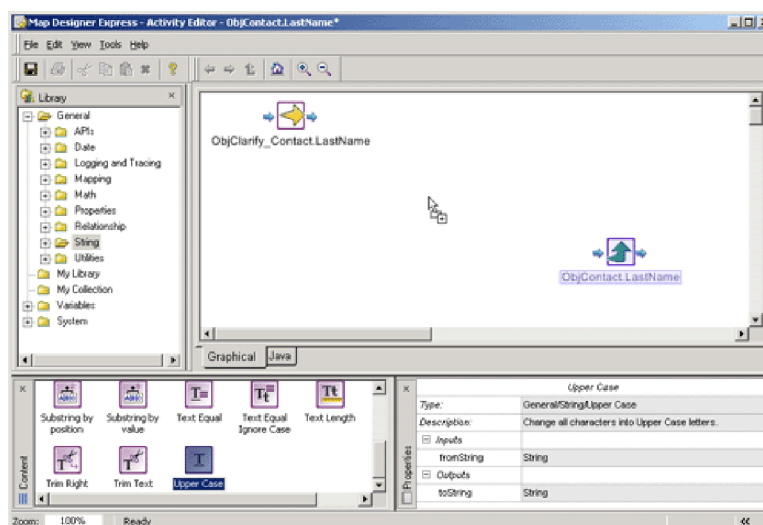 Map Designer Express - Activity Editor - ObjContact.LastName*
File Edit View Tools Help
Library
General
APIs
Date
Logging and Tracing
Mapping
Math
Properties
Relationship
String
Utilities
My Library
My Collection
Variables
System
ObjClarify_Contact.LastName
ObjContact.LastName
Graphical Java
Content
Substring by position
Substring by value
Text Equal
Text Equal Ignore Case
Text Length
Trim Right
Trim Text
Upper Case
Properties
Upper Case
Type: General/String/Upper Case
Description: Change all characters into Upper Case letters.
Inputs
fromString String
Outputs
toString String
Zoom: 100% Ready